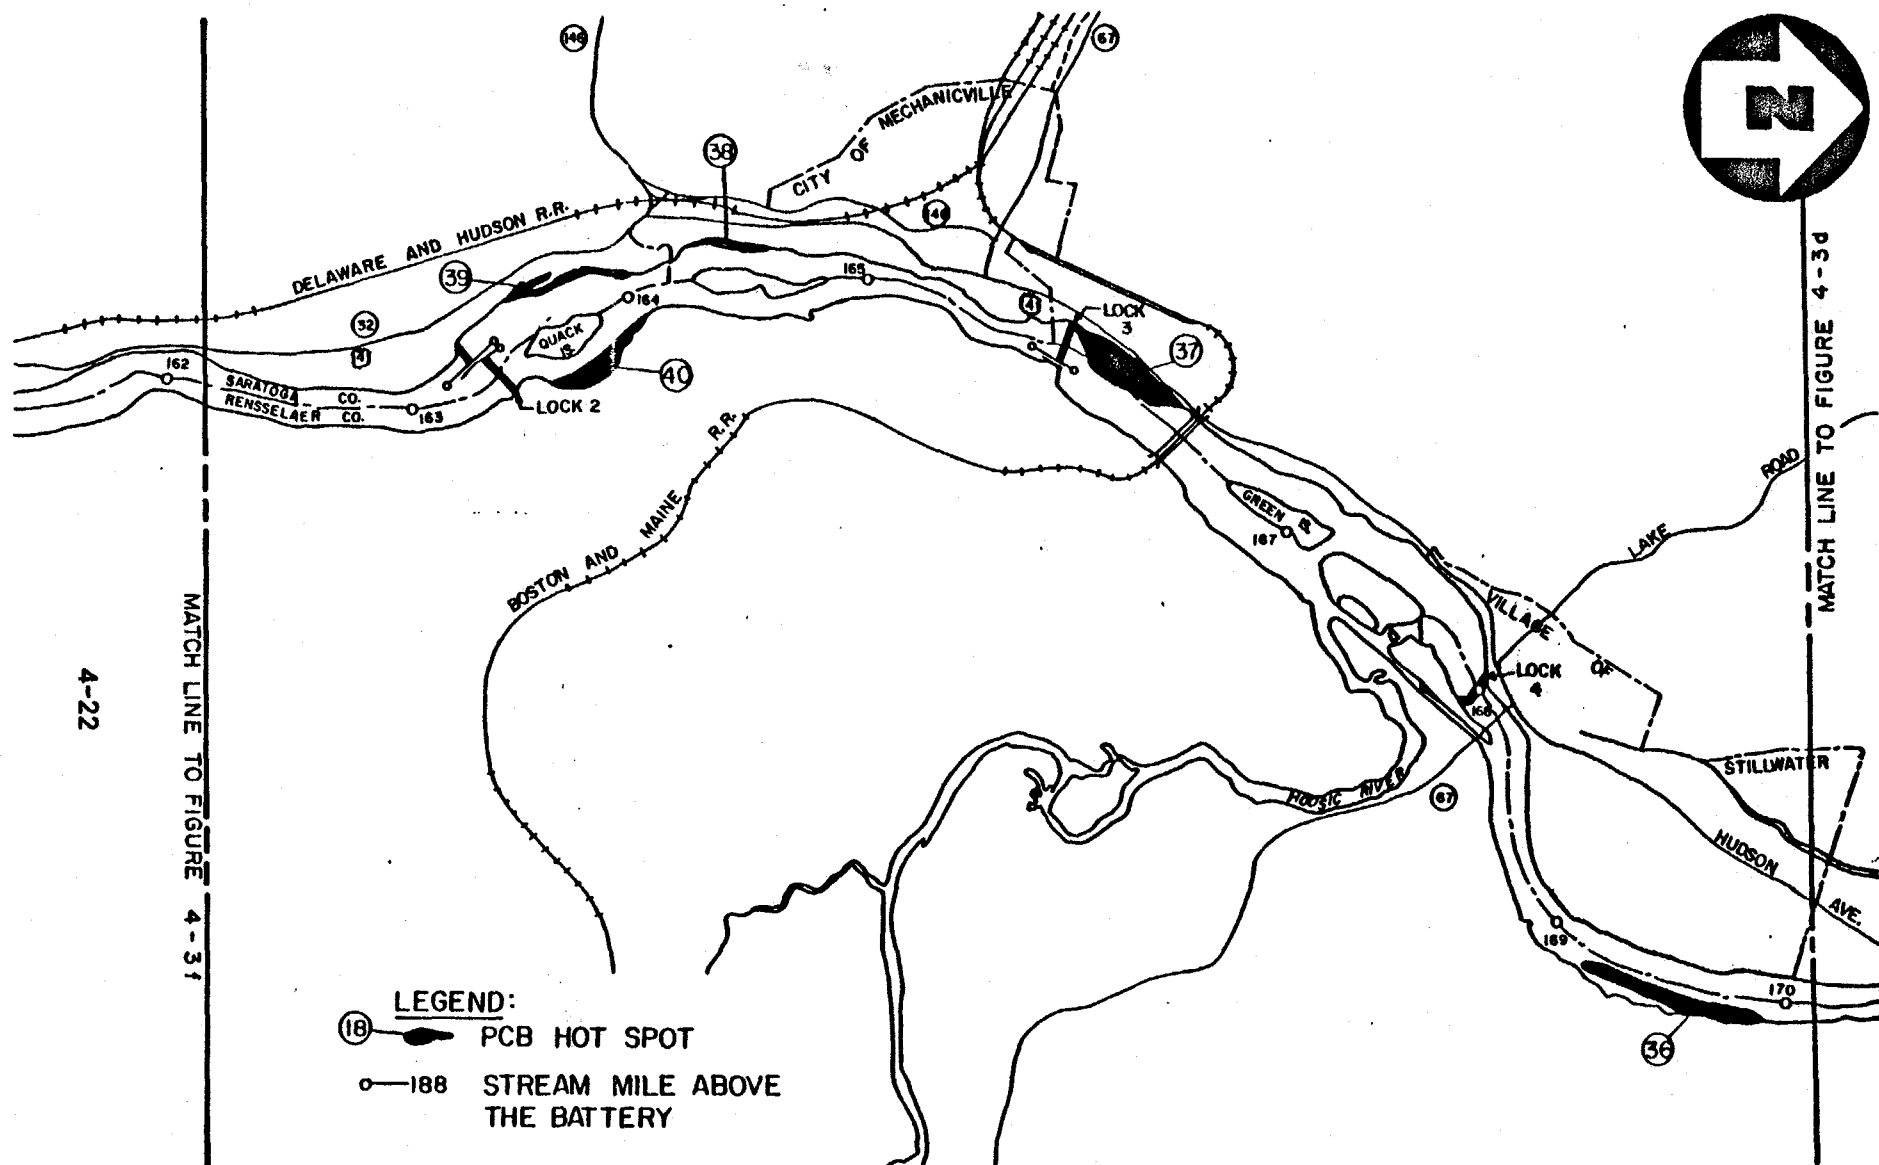 146
67
N
CITY OF MECHANICVILLE
38
146
DELAWARE AND HUDSON R.R.
39
165
164
4
LOCK
3
32
4
QUACK
IS.
37
40
162
SARATOGA CO.
RENSSELAER CO.
163
LOCK 2
BOSTON AND MAINE R.R.
GREEN IS.
167
LAKE ROAD
MATCH LINE TO FIGURE 4-3d
VILLAGE OF
STILLWATER
LOCK
4
168
HOOSIC RIVER
67
HUDSON AVE.
169
170
36
MATCH LINE TO FIGURE 4-3f
4-22
LEGEND:
18 PCB HOT SPOT
188 STREAM MILE ABOVE
THE BATTERY